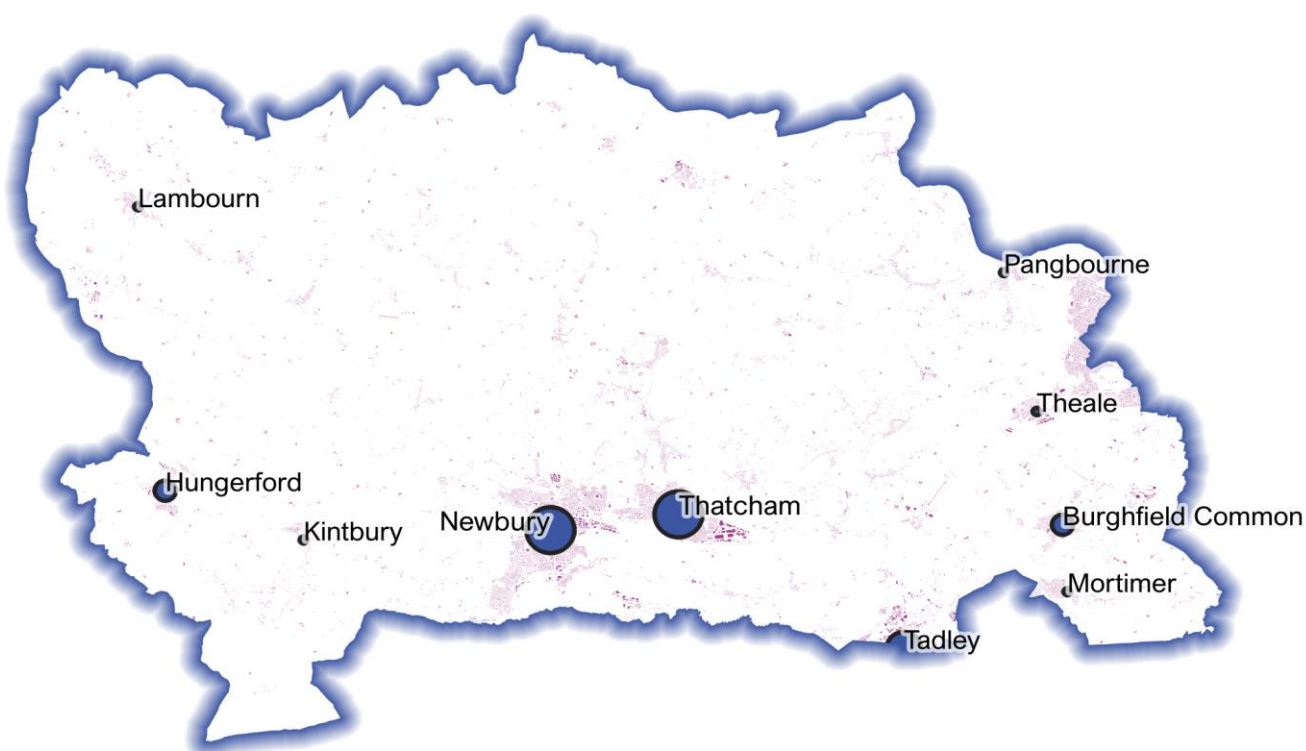 Lambourn
Pangbourne
Theale
Hungerford
Kintbury
Newbury
Thatcham
Burghfield Common
Mortimer
Tadley